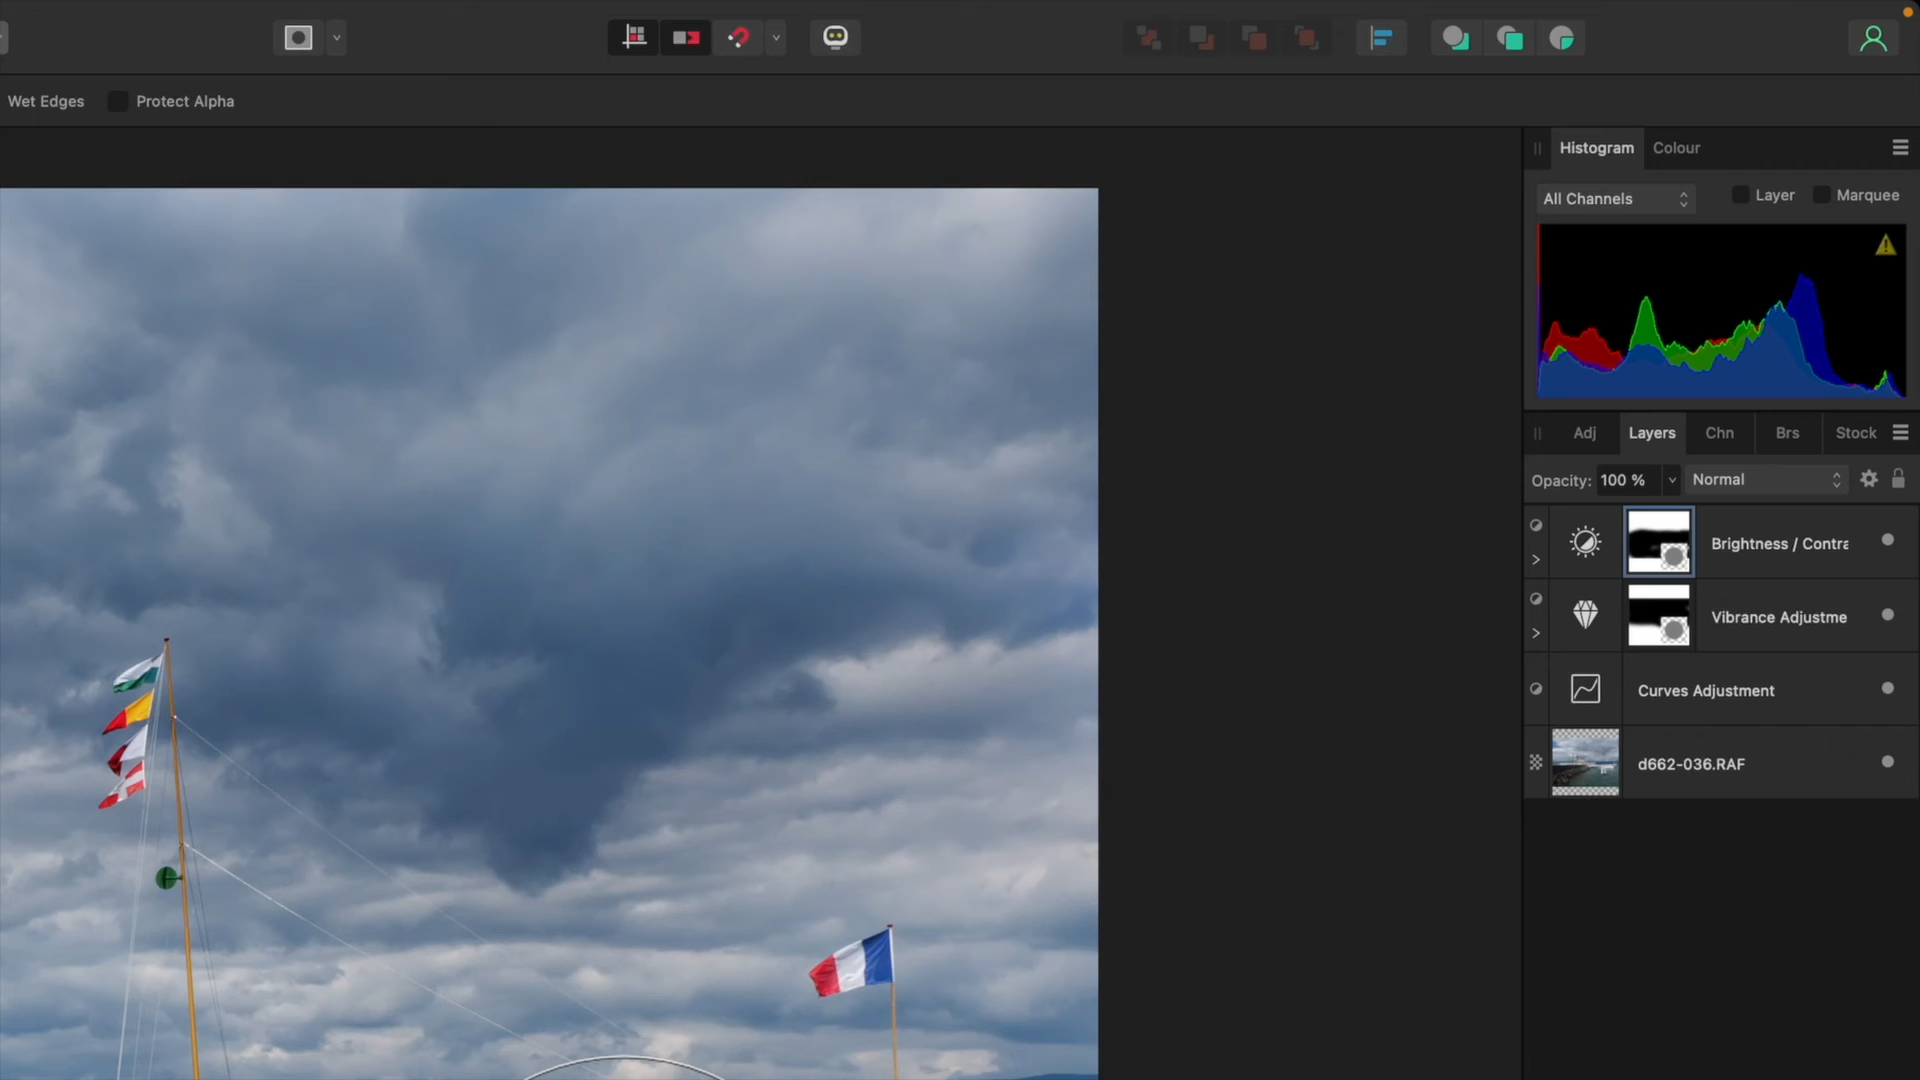 Wet Edges
Protect Alpha
Histogram
Colour
All Channels
Layer
Marquee
Adj
Layers
Chn
Brs
Stock
Opacity: 100 %
Normal
Brightness / Contra
Vibrance Adjustme
Curves Adjustment
d662-036.RAF